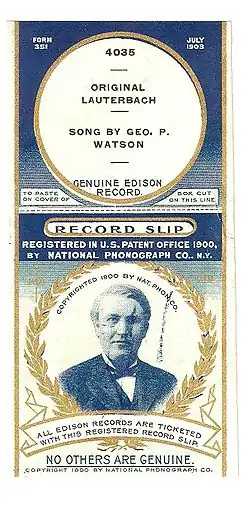 FORM
351
JULY
1903
4035
ORIGINAL
LAUTERBACH
SONG BY GEO. P.
WATSON
GENUINE EDISON
RECORD.
TO PASTE
ON COVER OF
BOX CUT
ON THIS LINE
RECORD SLIP
REGISTERED IN U.S. PATENT OFFICE 1900,
BY NATIONAL PHONOGRAPH CO., N.Y.
COPYRIGHTED 1900 BY NAT. PHON. CO.
ALL EDISON RECORDS ARE TICKETED
WITH THIS REGISTERED RECORD SLIP.
NO OTHERS ARE GENUINE.
COPYRIGHT 1900 BY NATIONAL PHONOGRAPH CO.